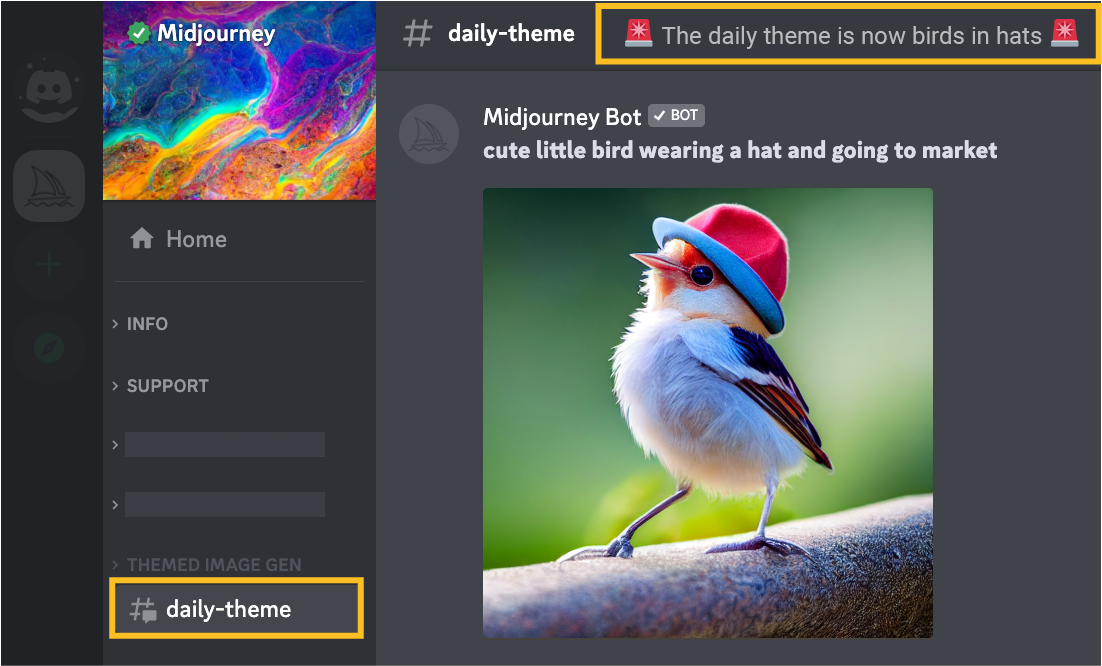 Midjourney
Home
INFO
SUPPORT
THEMED IMAGE GEN
daily-theme
daily-theme
🚨 The daily theme is now birds in hats 🚨
Midjourney Bot ✓ BOT
cute little bird wearing a hat and going to market